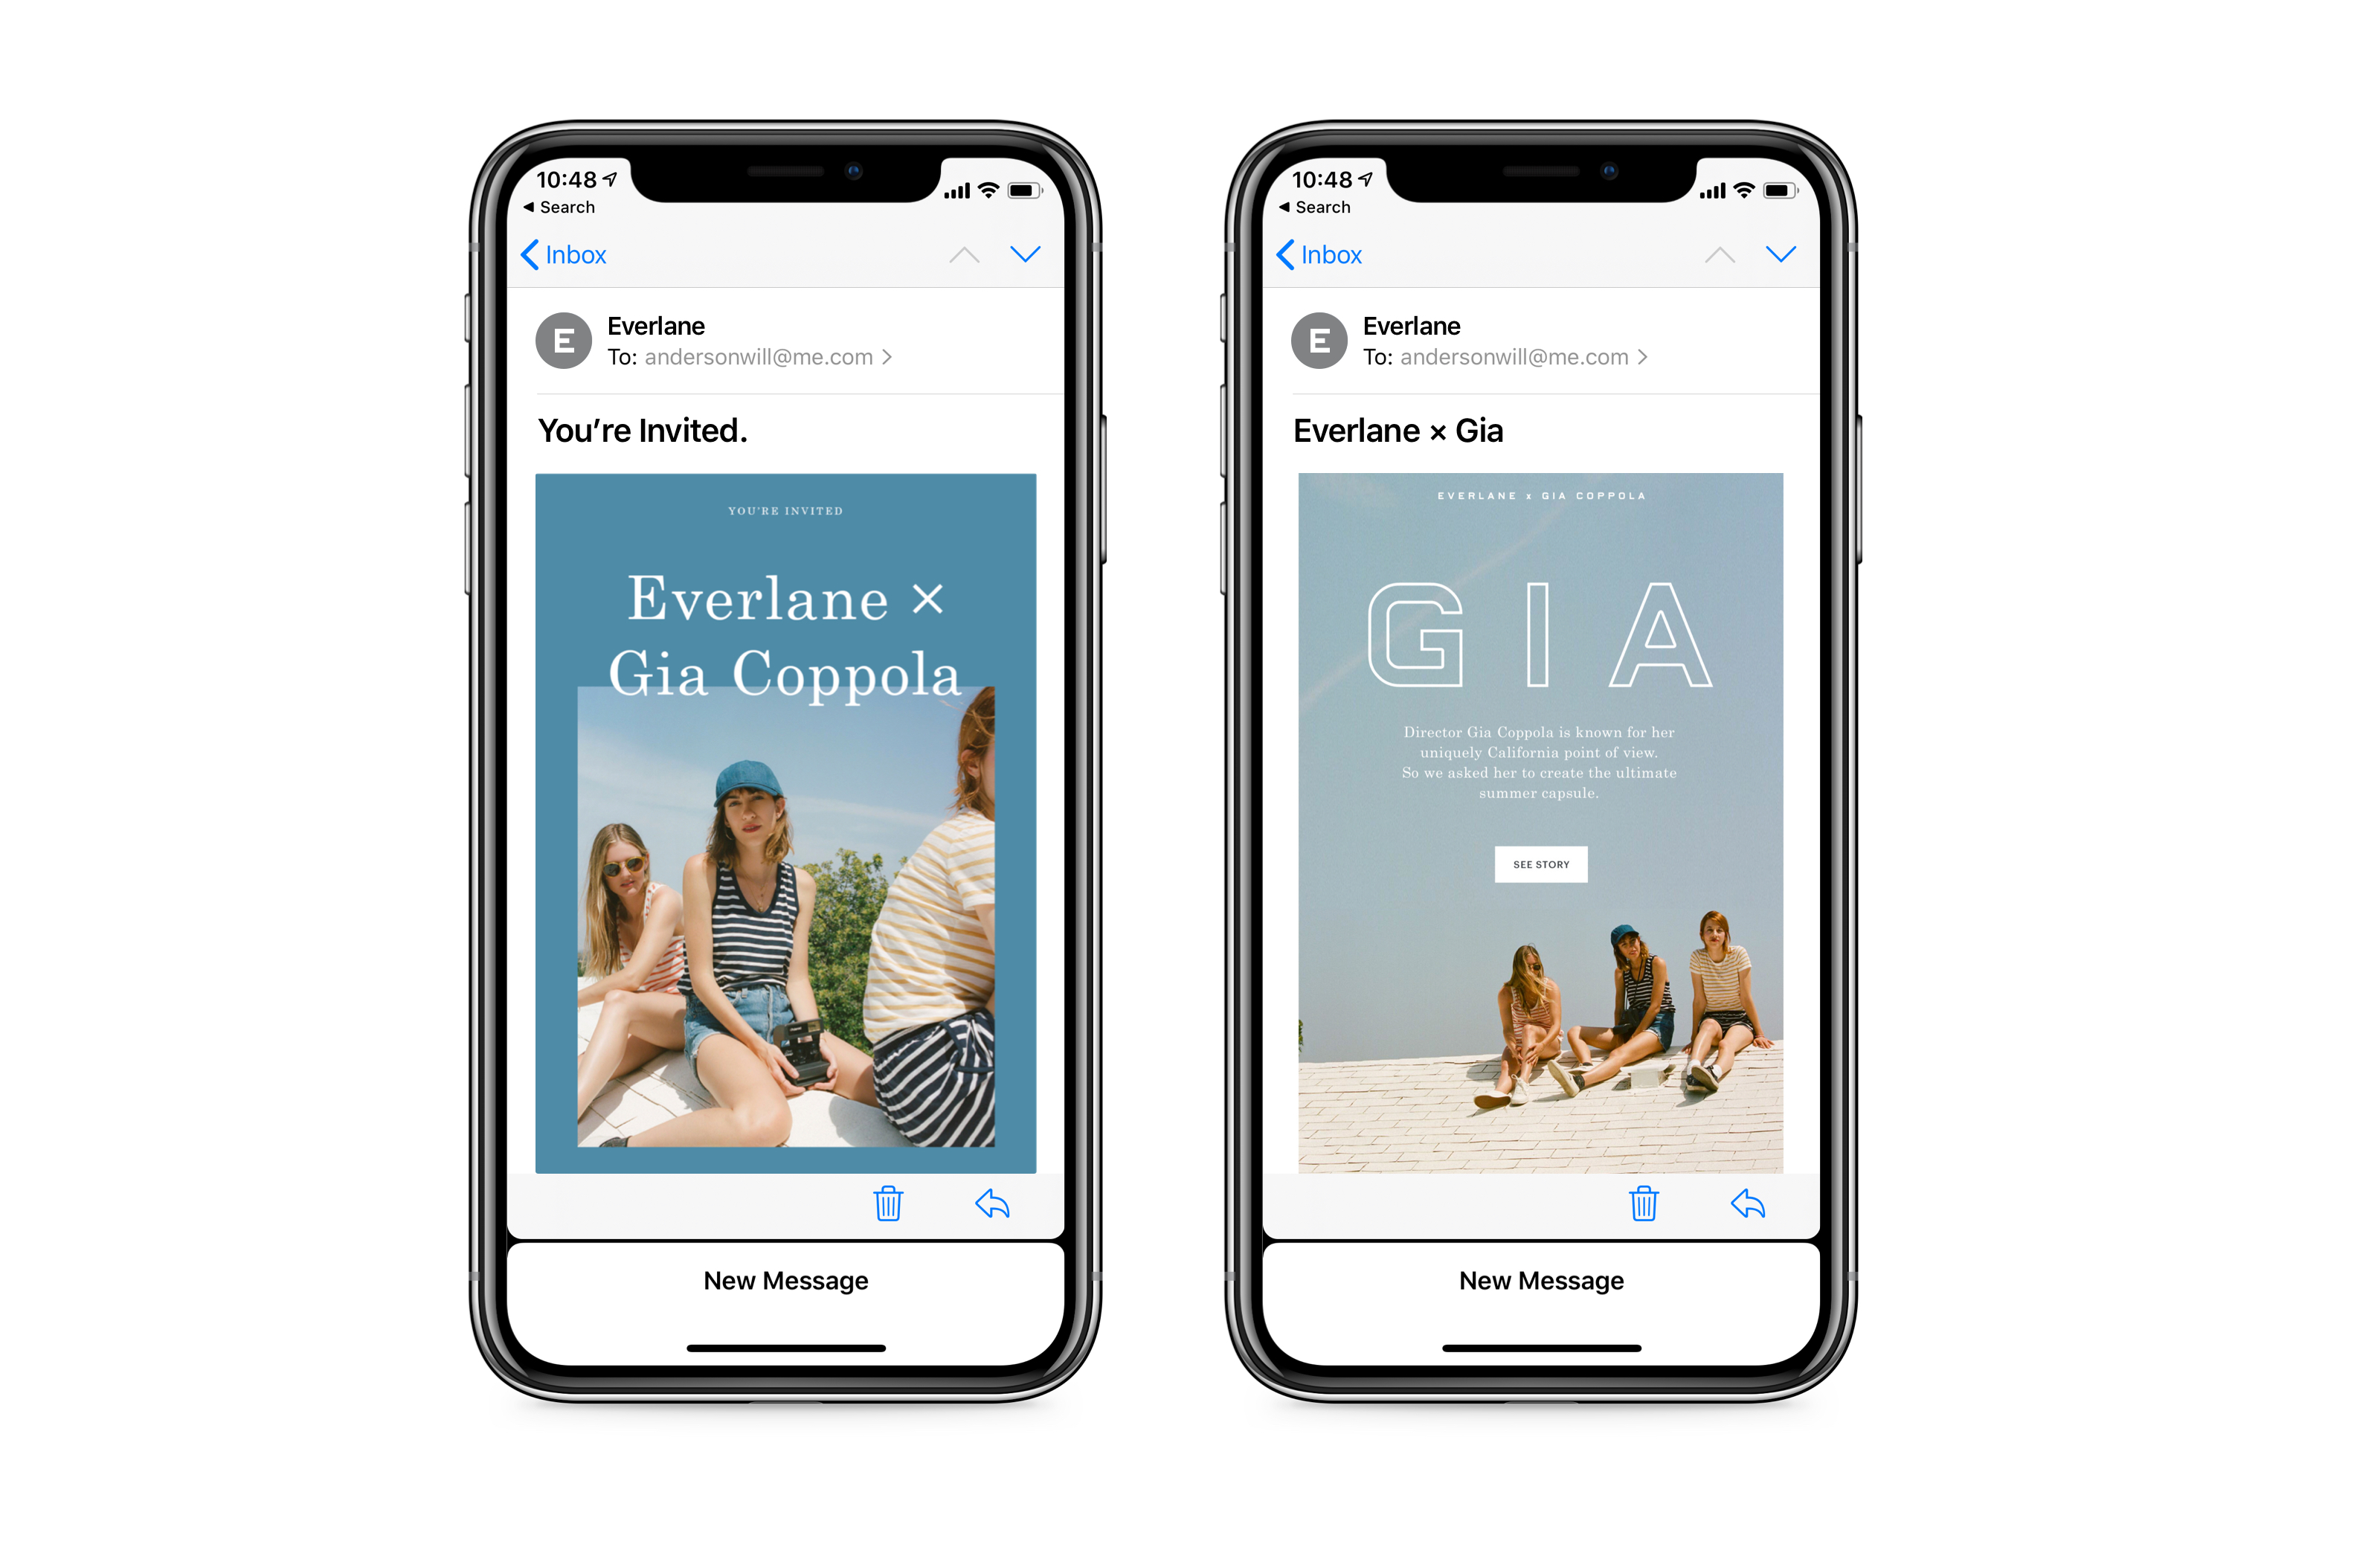 10:48
Search
Inbox
E
Everlane
To: andersonwill@me.com
You're Invited.
YOU'RE INVITED
Everlane ×
Gia Coppola
New Message
10:48
Search
Inbox
E
Everlane
To: andersonwill@me.com
Everlane × Gia
EVERLANE x GIA COPPOLA
GIA
Director Gia Coppola is known for her
uniquely California point of view.
So we asked her to create the ultimate
summer capsule.
SEE STORY
New Message